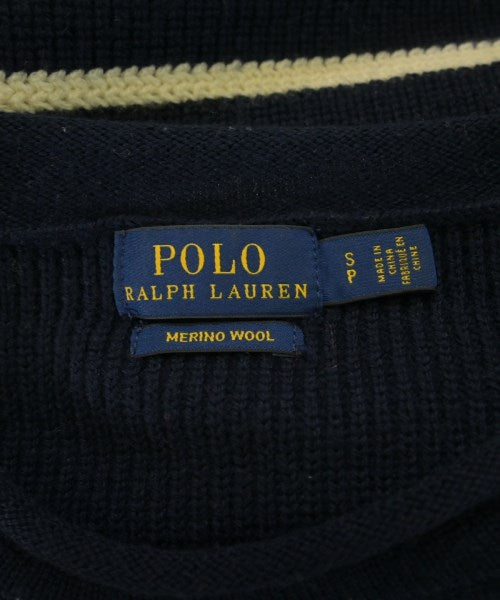 POLO
RALPH LAUREN
MERINO WOOL
S
P
MADE IN
CHINA
FABRIQUÉ EN
CHINE